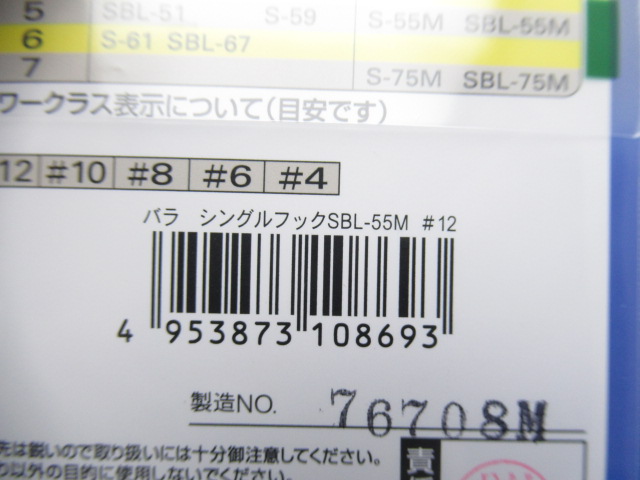 5 SBL-51 S-59 S-55M SBL-55M
6 S-61 SBL-67
7 S-75M SBL-75M
ワークラス表示について(目安です)
12 #10 #8 #6 #4
バラ シングルフックSBL-55M #12
4 953873 108693
製造NO. 76708M
先は鋭いので取り扱いには十分御注意してください。
り以外の目的に使用しないでください。
責